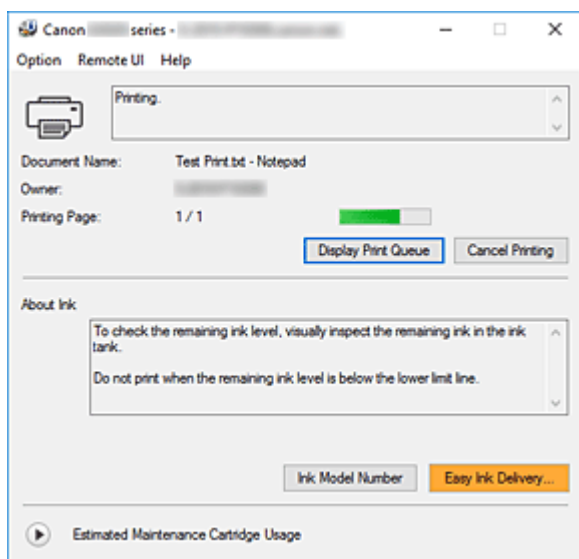 Canon series -
Option Remote UI Help
Printing.
Document Name: Test Print.txt - Notepad
Owner:
Printing Page: 1 / 1
Display Print Queue Cancel Printing
About Ink
To check the remaining ink level, visually inspect the remaining ink in the ink
tank.
Do not print when the remaining ink level is below the lower limit line.
Ink Model Number Easy Ink Delivery...
Estimated Maintenance Cartridge Usage